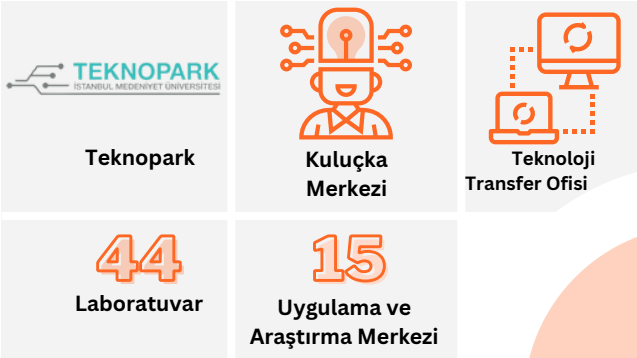 TEKNOPARK
İSTANBUL MEDENİYET ÜNİVERSİTESİ
Teknopark
Kuluçka
Merkezi
Teknoloji
Transfer Ofisi
44
Laboratuvar
15
Uygulama ve
Araştırma Merkezi